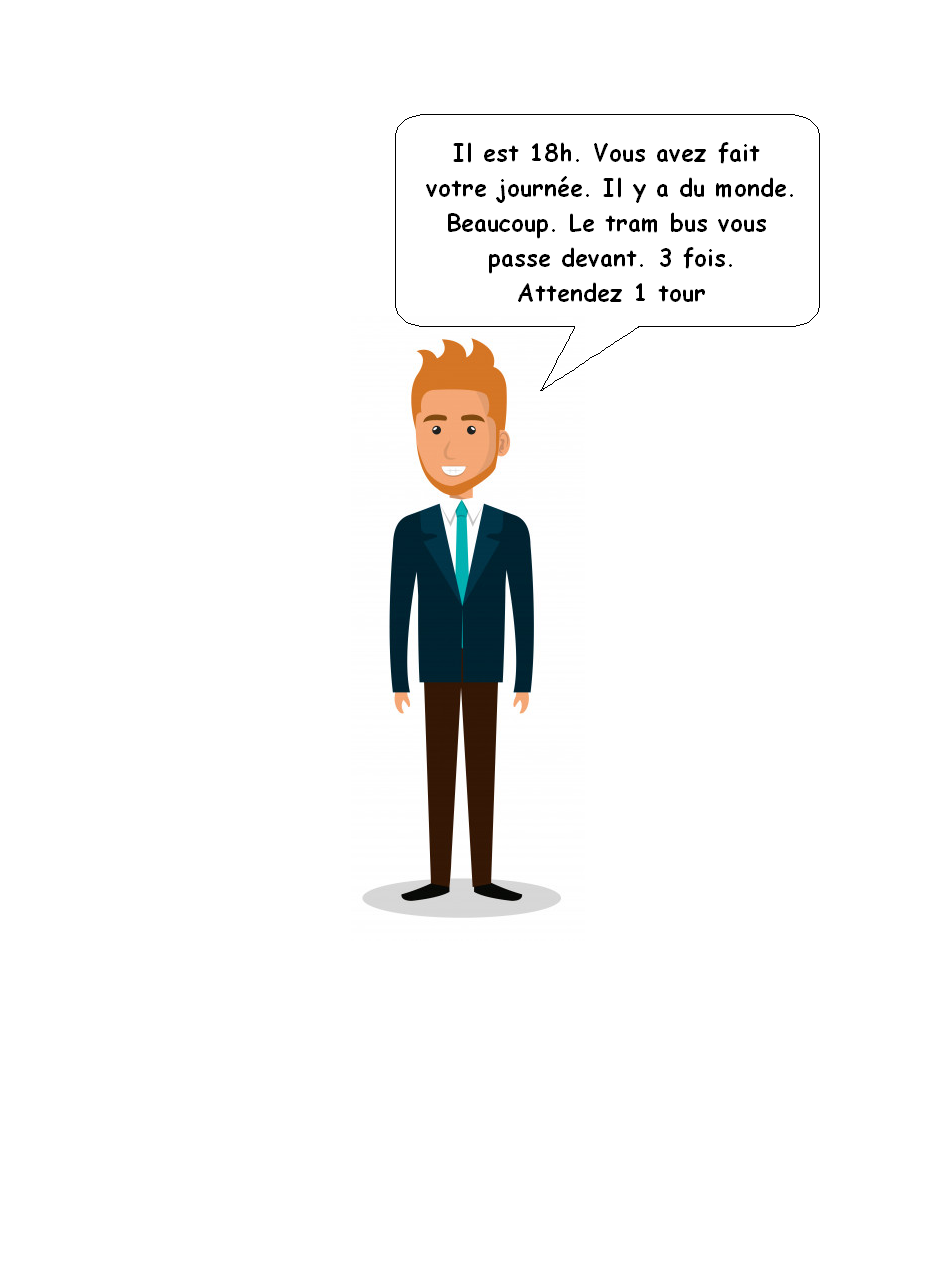 Il est 18h. Vous avez fait
votre journée. Il y a du monde.
Beaucoup. Le tram bus vous
passe devant. 3 fois.
Attendez 1 tour